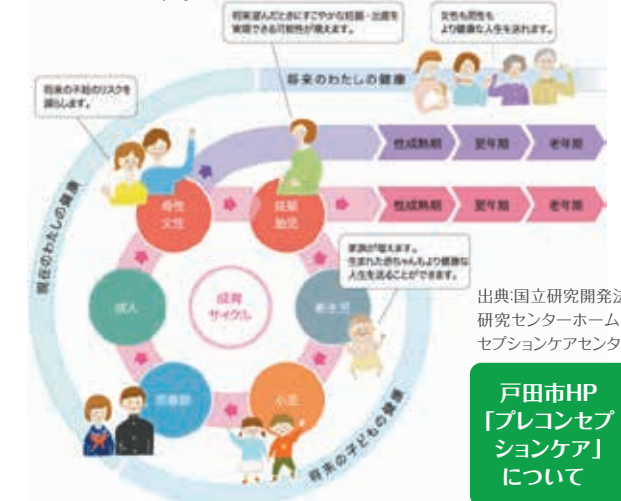 将来望んだときにすこやかな妊娠・出産を
実現できる可能性が増えます。
女性も男性も
より健康な人生を送れます。
将来の不妊のリスクを
減らします。
将来のわたしの健康
性成熟期
更年期
老年期
現在のわたしの健康
母性
父性
妊娠
胎児
性成熟期
更年期
老年期
家族が増えます。
生まれた赤ちゃんもより健康な
人生を送ることができます。
成人
成育
サイクル
新生児
思春期
小児
将来の子どもの健康
出典:国立研究開発法
研究センターホーム
セプションケアセンタ
戸田市HP
「プレコンセプ
ションケア」
について